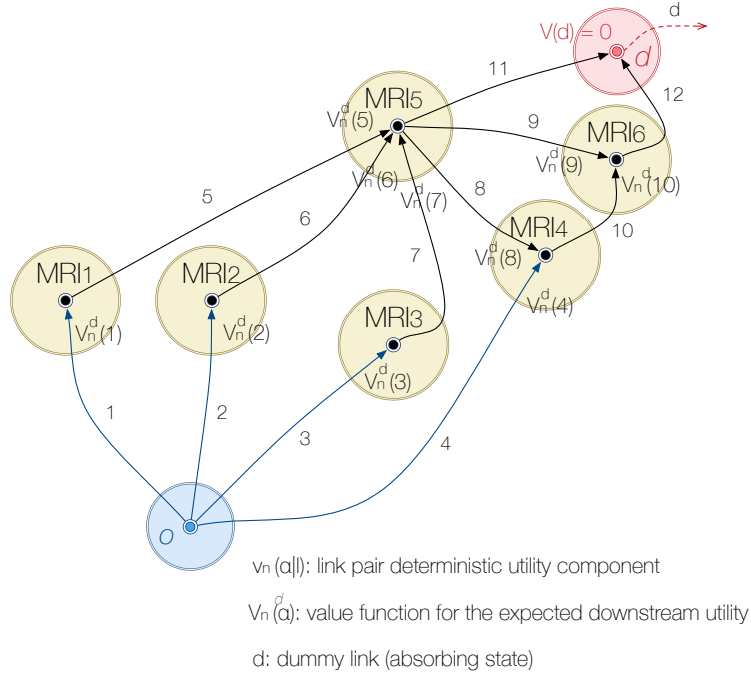 d
V(d) = 0
d
11
12
MRI5
Vnd(5)
9
MRI6
Vnd(9)
Vnd(6)
Vnd(7)
Vnd(10)
5
8
6
MRI4
10
Vnd(8)
7
MRI1
MRI2
Vnd(4)
MRI3
Vnd(1)
Vnd(2)
Vnd(3)
1
2
3
4
o
vn(a|l): link pair deterministic utility component
Vnd(a): value function for the expected downstream utility
d: dummy link (absorbing state)